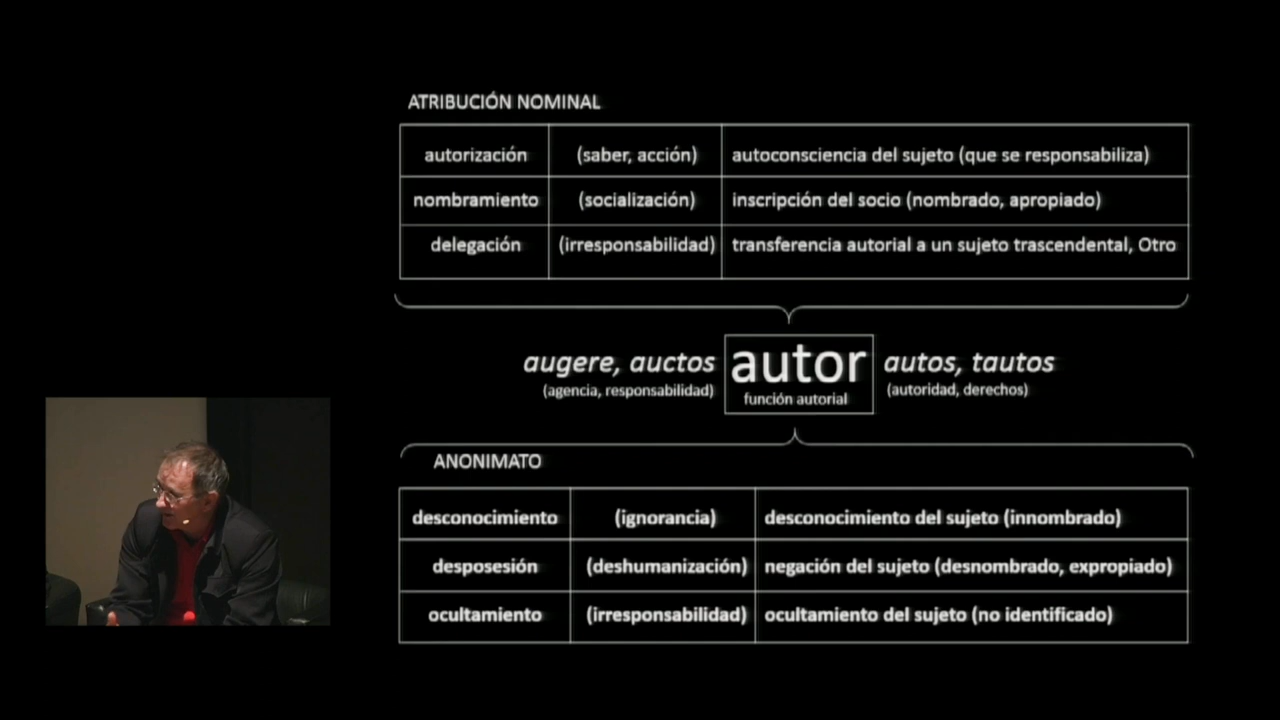 ATRIBUCIÓN NOMINAL
autorización (saber, acción) autoconsciencia del sujeto (que se responsabiliza)
nombramiento (socialización) inscripción del socio (nombrado, apropiado)
delegación (irresponsabilidad) transferencia autorial a un sujeto trascendental, Otro
augere, auctos autor autos, tautos
(agencia, responsabilidad) función autorial (autoridad, derechos)
ANONIMATO
desconocimiento (ignorancia) desconocimiento del sujeto (innombrado)
desposesión (deshumanización) negación del sujeto (desnombrado, expropiado)
ocultamiento (irresponsabilidad) ocultamiento del sujeto (no identificado)